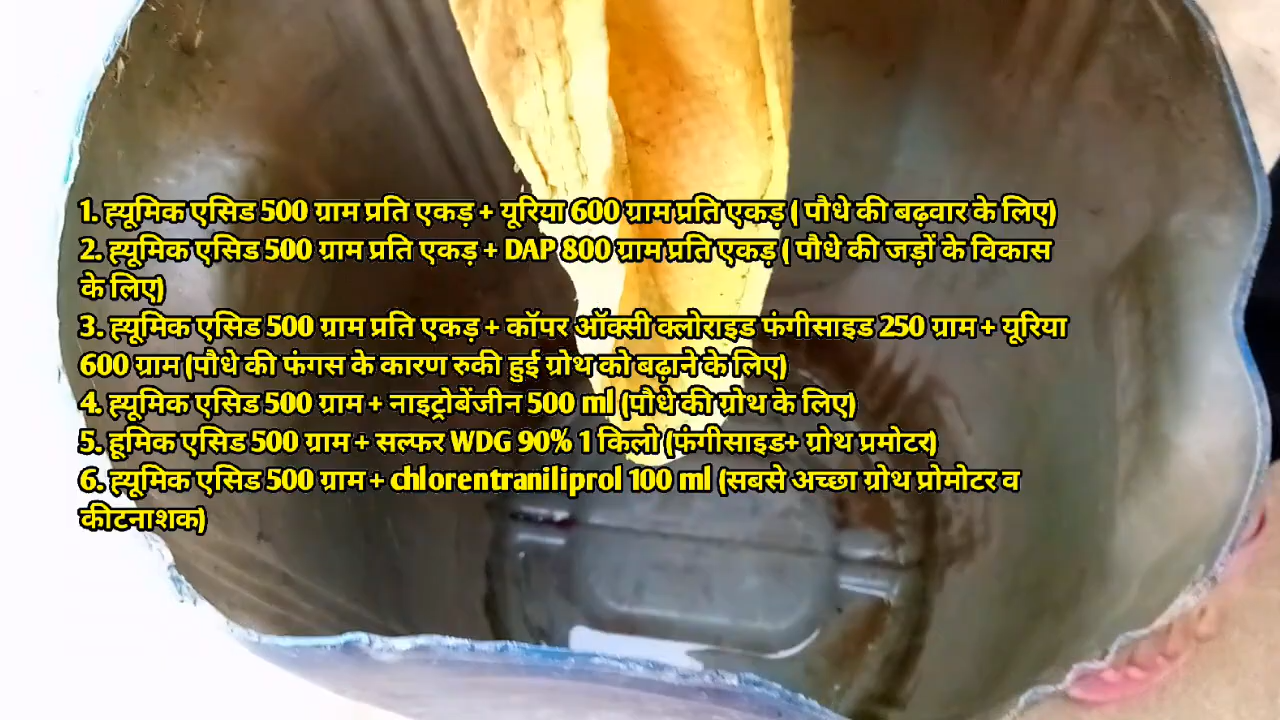 1. ह्यूमिक एसिड 500 ग्राम प्रति एकड़ + यूरिया 600 ग्राम प्रति एकड़ ( पौधे की बढ़वार के लिए)
2. ह्यूमिक एसिड 500 ग्राम प्रति एकड़ + DAP 800 ग्राम प्रति एकड़ ( पौधे की जड़ों के विकास
के लिए)
3. ह्यूमिक एसिड 500 ग्राम प्रति एकड़ + कॉपर ऑक्सी क्लोराइड फंगीसाइड 250 ग्राम + यूरिया
600 ग्राम (पौधे की फंगस के कारण रुकी हुई ग्रोथ को बढ़ाने के लिए)
4. ह्यूमिक एसिड 500 ग्राम + नाइट्रोबेंजीन 500 ml (पौधे की ग्रोथ के लिए)
5. हूमिक एसिड 500 ग्राम + सल्फर WDG 90% 1 किलो (फंगीसाइड+ ग्रोथ प्रमोटर)
6. ह्यूमिक एसिड 500 ग्राम + chlorentraniliprol 100 ml (सबसे अच्छा ग्रोथ प्रोमोटर व
कीटनाशक)